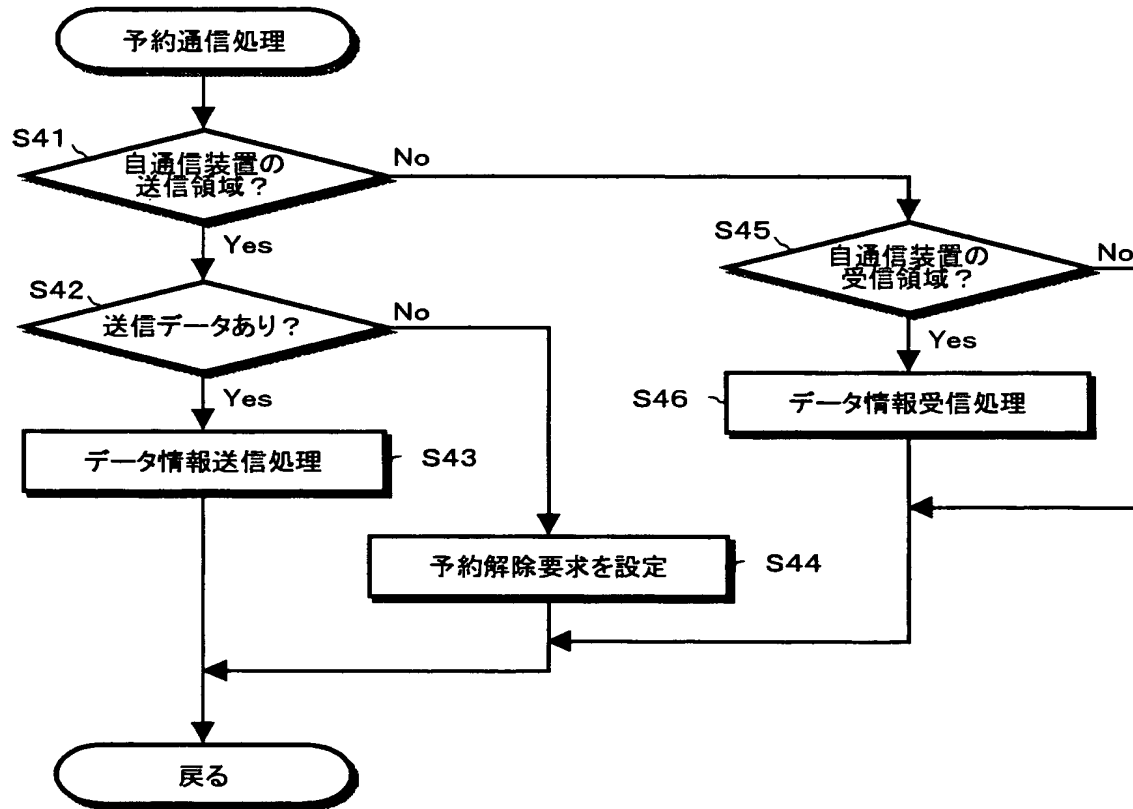 予約通信処理
S41
自通信装置の
送信領域?
No
Yes
S45
自通信装置の
受信領域?
No
Yes
S42
送信データあり?
No
Yes
S46
データ情報受信処理
データ情報送信処理
S43
予約解除要求を設定
S44
戻る